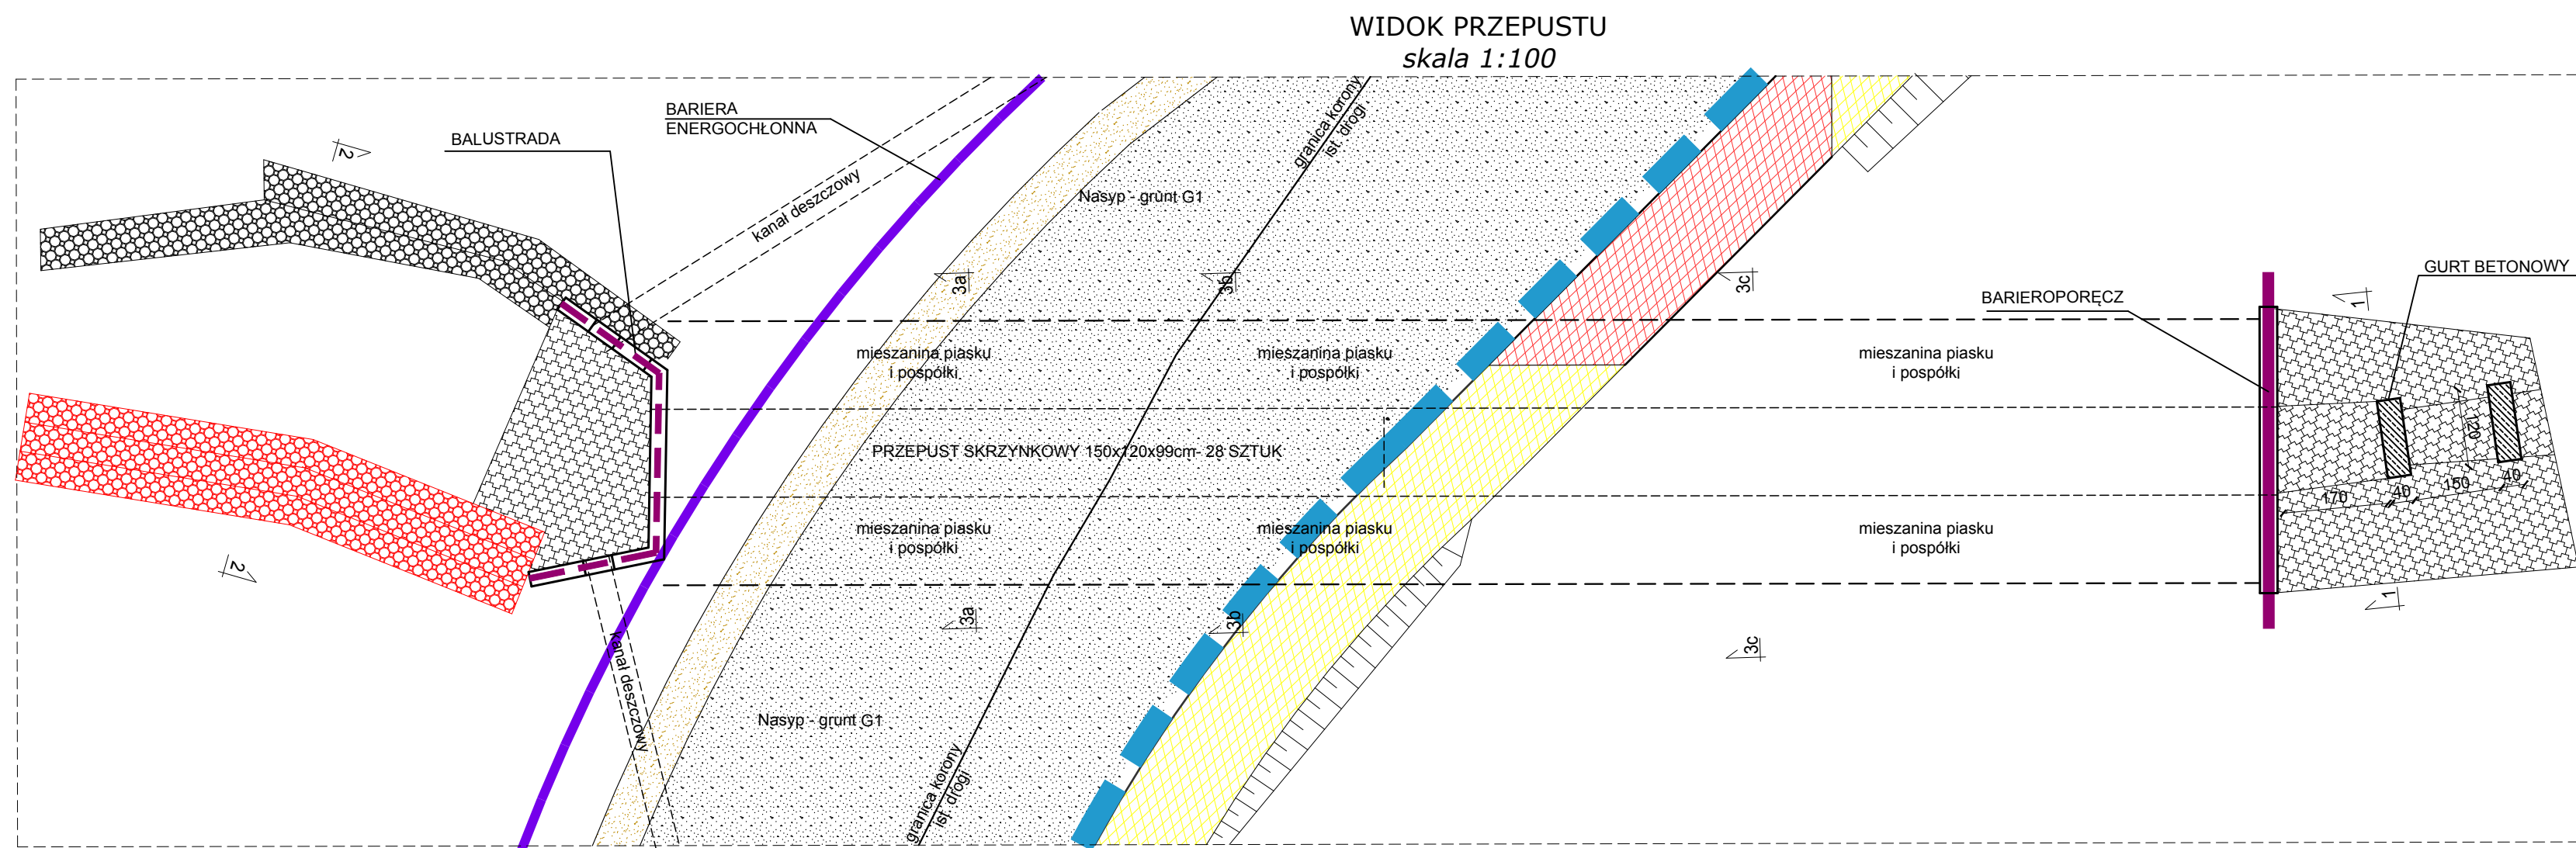 WIDOK PRZEPUSTU
skala 1:100
BARIERA
ENERGOCHŁONNA
BALUSTRADA
2
kanał deszczowy
granica korony
ist. drogi
Nasyp - grunt G1
3a
3b
3c
GURT BETONOWY
BARIEROPORĘCZ
1
mieszanina piasku
i pospółki
mieszanina piasku
i pospółki
mieszanina piasku
i pospółki
PRZEPUST SKRZYNKOWY 150x120x99cm- 28 SZTUK
120
170
40
150
40
mieszanina piasku
i pospółki
mieszanina piasku
i pospółki
mieszanina piasku
i pospółki
2
1
3a
3b
3c
kanał deszczowy
Nasyp - grunt G1
granica korony
ist. drogi